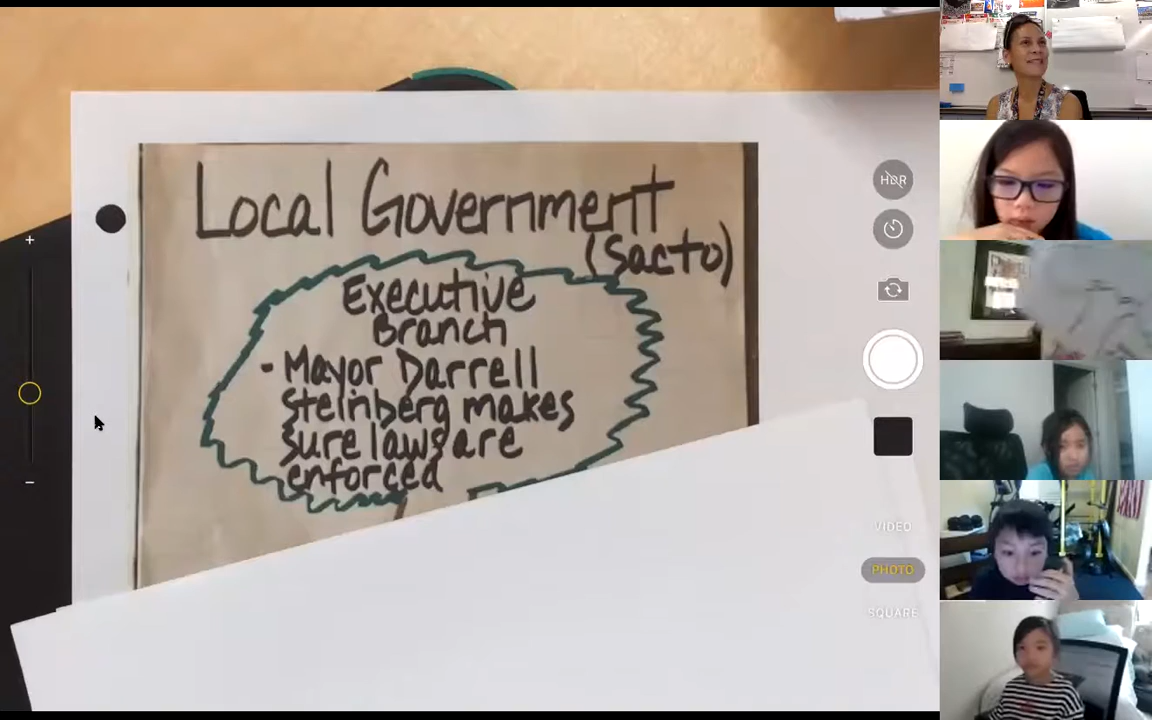 Local Government
(Sacto)
Executive
Branch
- Mayor Darrell
Steinberg makes
sure laws are
enforced
HDR
VIDEO
PHOTO
SQUARE